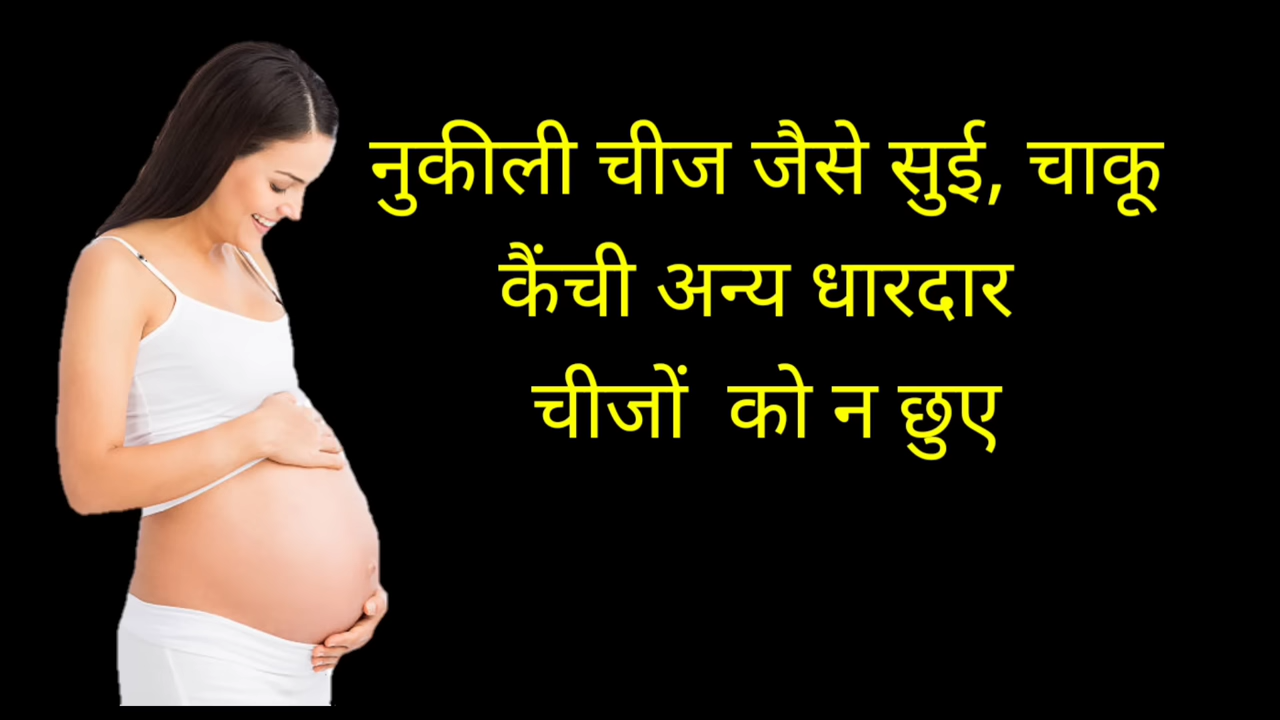 नुकीली चीज जैसे सुई, चाकू
कैंची अन्य धारदार
चीजों को न छुए